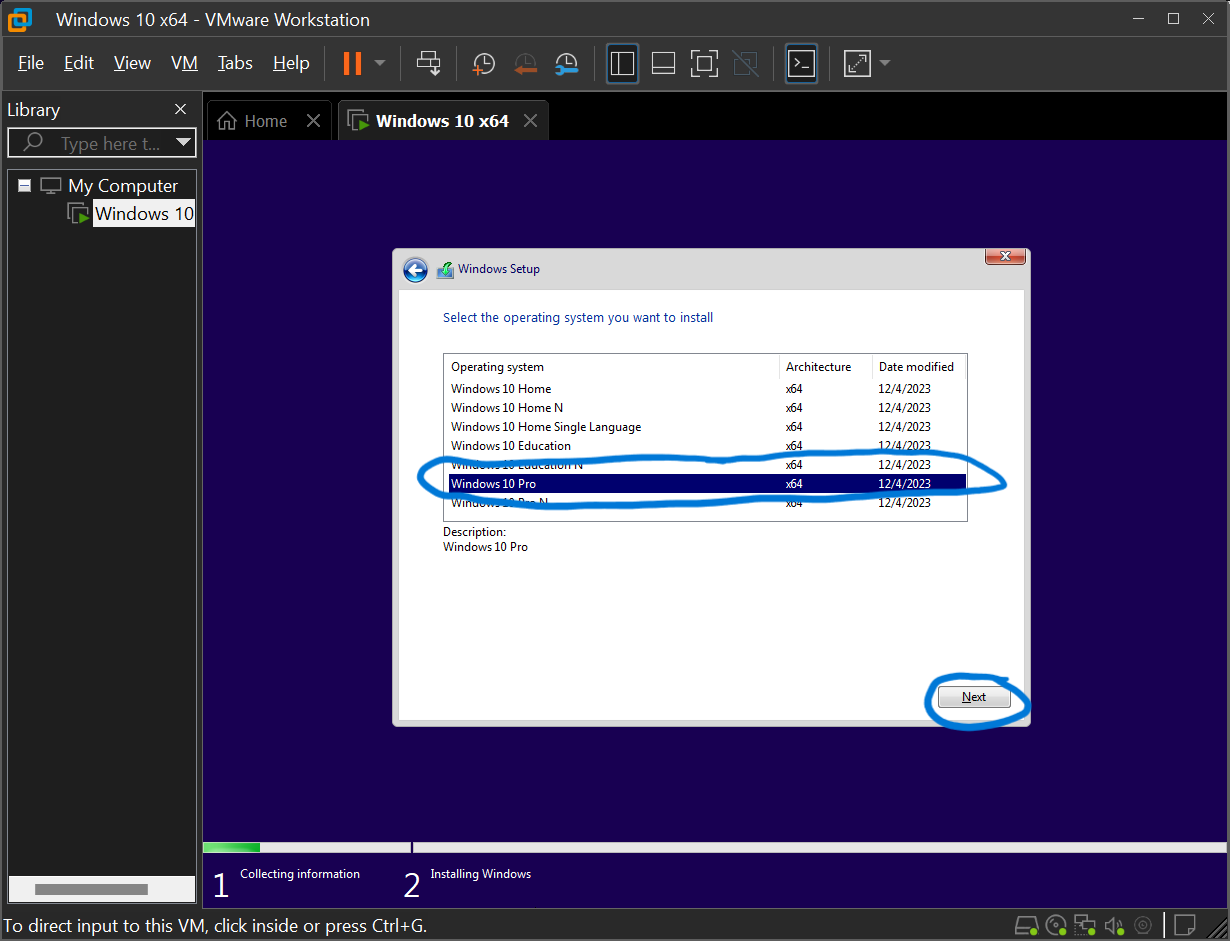 Windows 10 x64 - VMware Workstation
File Edit View VM Tabs Help
Library
Home
Windows 10 x64
Type here t...
My Computer
Windows 10
Windows Setup
Select the operating system you want to install
Operating system Architecture Date modified
Windows 10 Home x64 12/4/2023
Windows 10 Home N x64 12/4/2023
Windows 10 Home Single Language x64 12/4/2023
Windows 10 Education x64 12/4/2023
Windows 10 Education N x64 12/4/2023
Windows 10 Pro x64 12/4/2023
Windows 10 Pro N x64 12/4/2023
Description:
Windows 10 Pro
Next
1 Collecting information 2 Installing Windows
To direct input to this VM, click inside or press Ctrl+G.